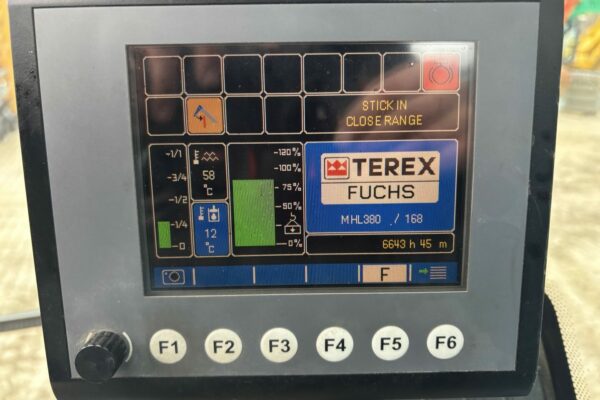 STICK IN
CLOSE RANGE
-1/1
-3/4
-1/2
-1/4
-0
58
°C
12
°C
-120%
-100%
-75%
-50%
-0%
TEREX
FUCHS
MHL380 / 168
6643 h 45 m
F
F1 F2 F3 F4 F5 F6